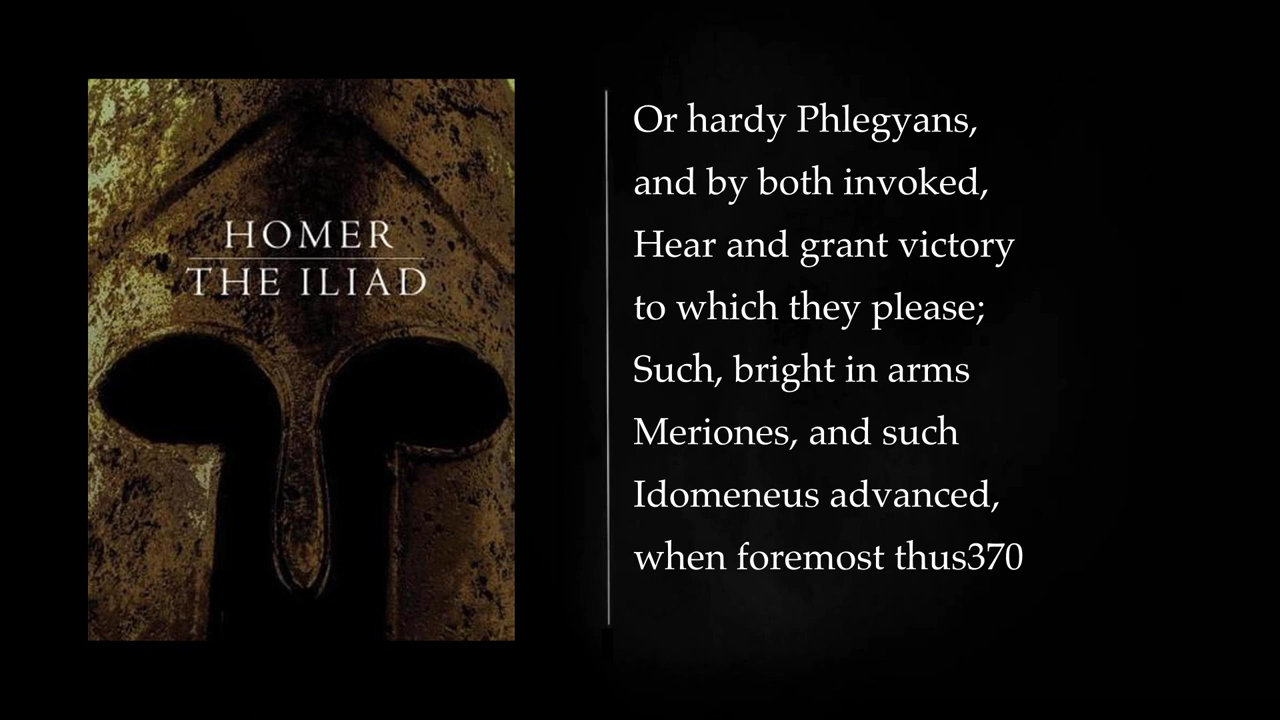 HOMER
THE ILIAD
Or hardy Phlegyans,
and by both invoked,
Hear and grant victory
to which they please;
Such, bright in arms
Meriones, and such
Idomeneus advanced,
when foremost thus370